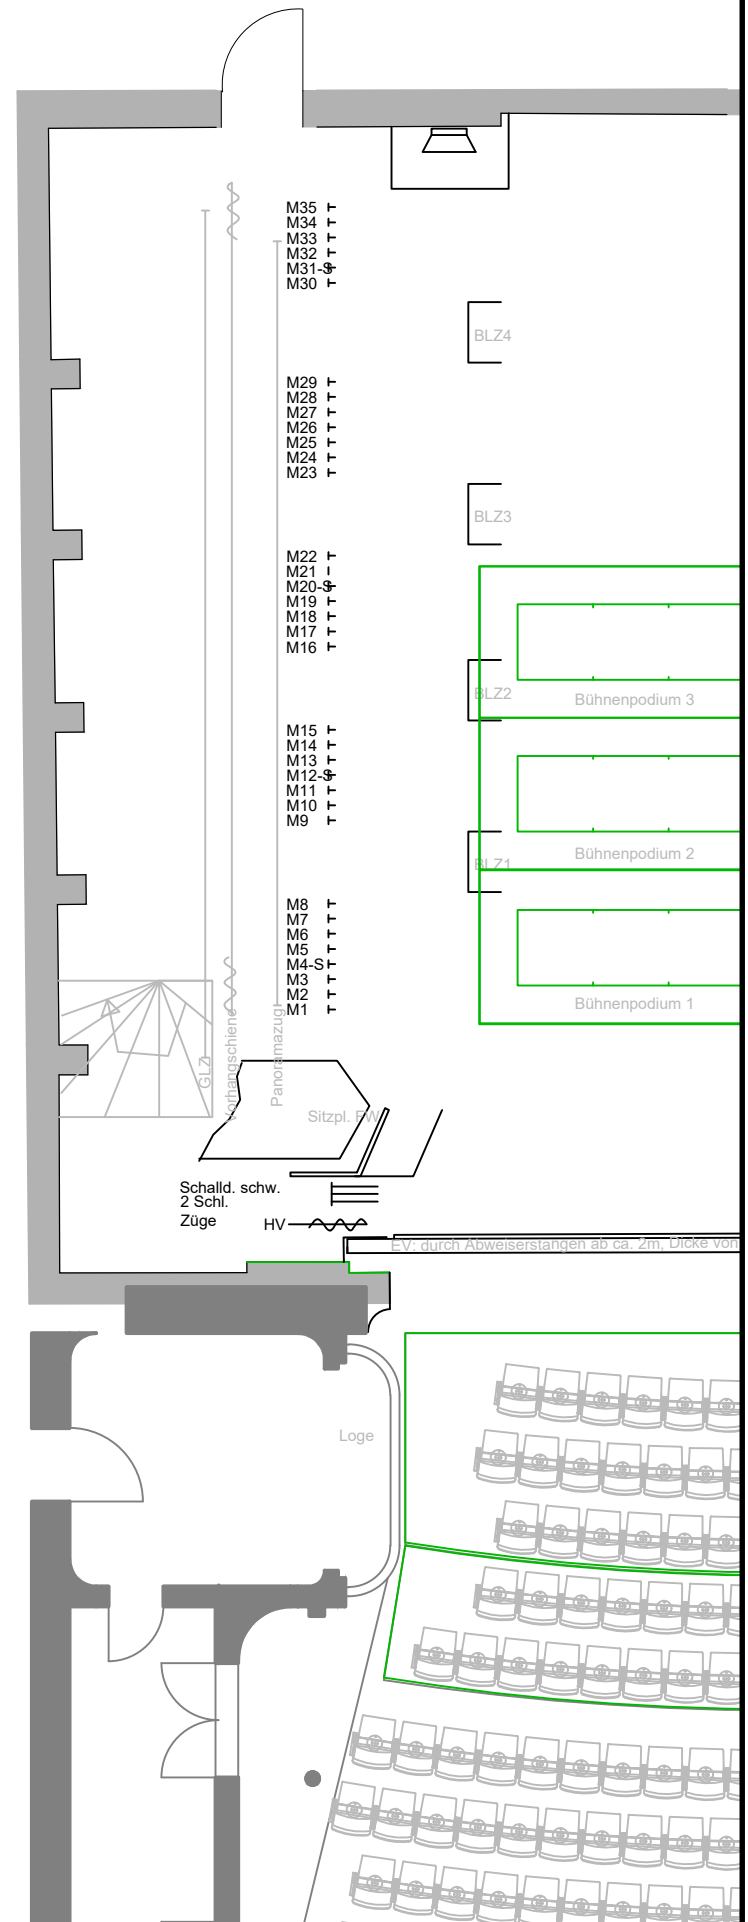 M35
M34
M33
M32
M31-S
M30
BLZ4
M29
M28
M27
M26
M25
M24
M23
BLZ3
M22
M21
M20-S
M19
M18
M17
M16
BLZ2
Bühnenpodium 3
M15
M14
M13
M12-S
M11
M10
M9
Bühnenpodium 2
BLZ1
M8
M7
M6
M5
M4-S
M3
M2
M1
Bühnenpodium 1
GLZ
Vorhangschiene
Panoramazug
Sitzpl. FW
Schalld. schw.
2 Schl.
Züge
HV
EV: durch Abweiserstangen ab ca. 2m, Dicke von
Loge